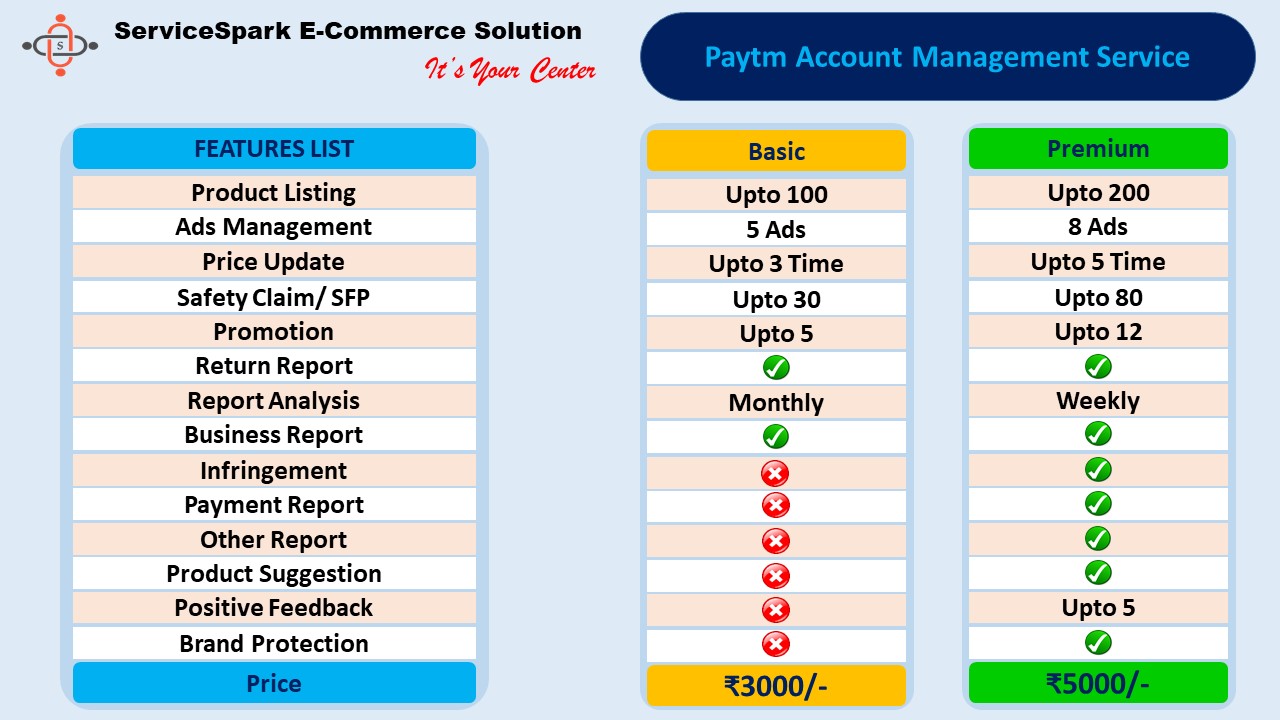 S
ServiceSpark E-Commerce Solution
It's Your Center
Paytm Account Management Service
FEATURES LIST Basic Premium
Product Listing Upto 100 Upto 200
Ads Management 5 Ads 8 Ads
Price Update Upto 3 Time Upto 5 Time
Safety Claim/ SFP Upto 30 Upto 80
Promotion Upto 5 Upto 12
Return Report
Report Analysis Monthly Weekly
Business Report
Infringement
Payment Report
Other Report
Product Suggestion
Positive Feedback Upto 5
Brand Protection
Price ₹3000/- ₹5000/-